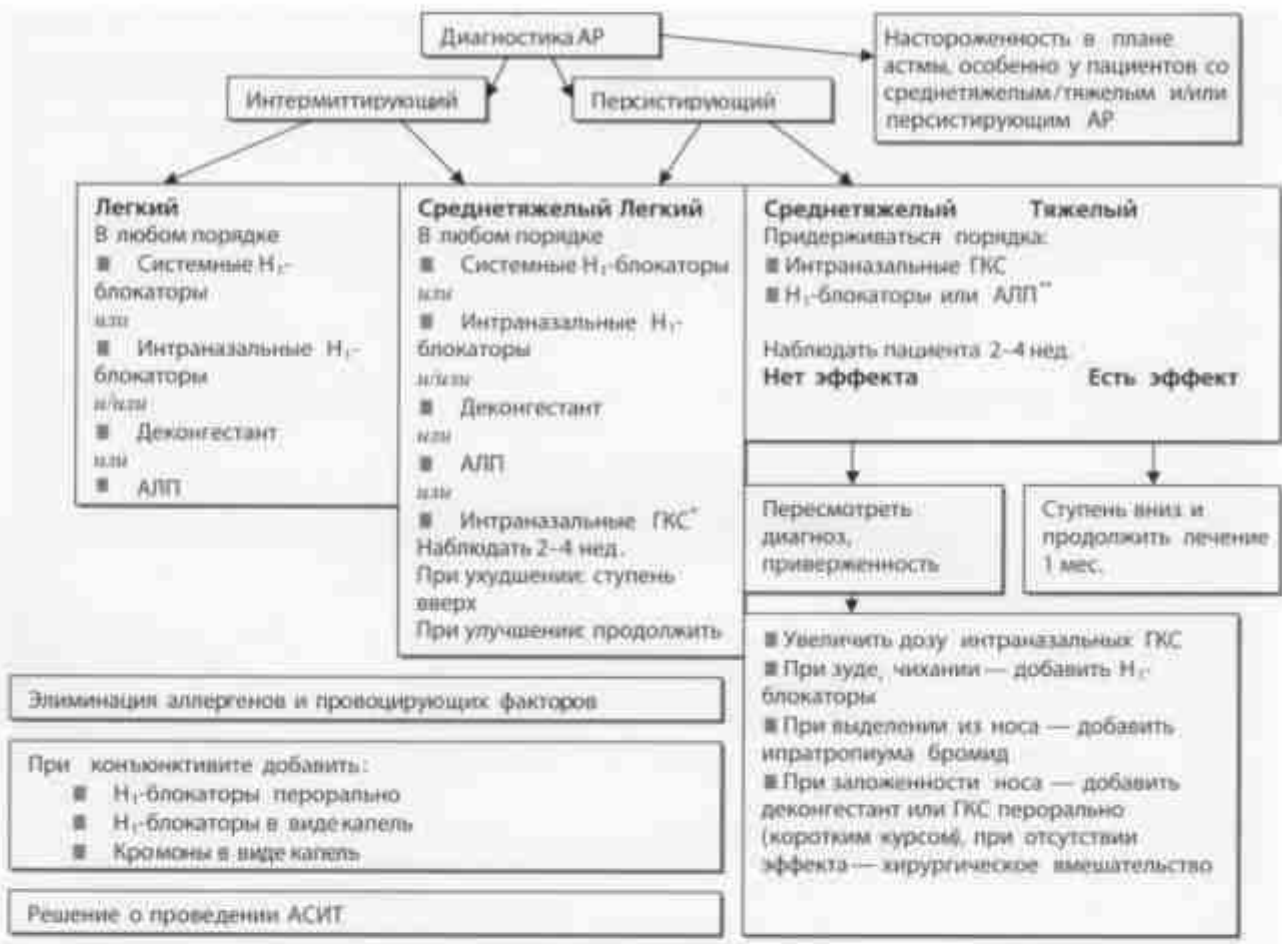 Диагностика АР
Настороженность в плане
астмы, особенно у пациентов со
среднетяжелым/тяжелым и/или
персистирующим АР
Интермиттирующий
Персистирующий
Легкий
В любом порядке
■ Системные H₁-
блокаторы
или
■ Интраназальные H₁-
блокаторы
и/или
■ Деконгестант
или
■ АЛП
Среднетяжелый Легкий
В любом порядке
■ Системные H₁-блокаторы
или
■ Интраназальные H₁-
блокаторы
и/или
■ Деконгестант
или
■ АЛП
или
■ Интраназальные ГКС*
Наблюдать 2–4 нед.
При ухудшении: ступень
вверх
При улучшении: продолжить
Среднетяжелый Тяжелый
Придерживаться порядка:
■ Интраназальные ГКС
■ H₁-блокаторы или АЛП**
Наблюдать пациента 2–4 нед.
Нет эффекта Есть эффект
Пересмотреть
диагноз,
приверженность
Ступень вниз и
продолжить лечение
1 мес.
■ Увеличить дозу интраназальных ГКС
■ При зуде, чихании — добавить H₁-
блокаторы
■ При выделении из носа — добавить
ипратропиума бромид
■ При заложенности носа — добавить
деконгестант или ГКС перорально
(коротким курсом), при отсутствии
эффекта — хирургическое вмешательство
Элиминация аллергенов и провоцирующих факторов
При конъюнктивите добавить:
■ H₁-блокаторы перорально
■ H₁-блокаторы в виде капель
■ Кромоны в виде капель
Решение о проведении АСИТ